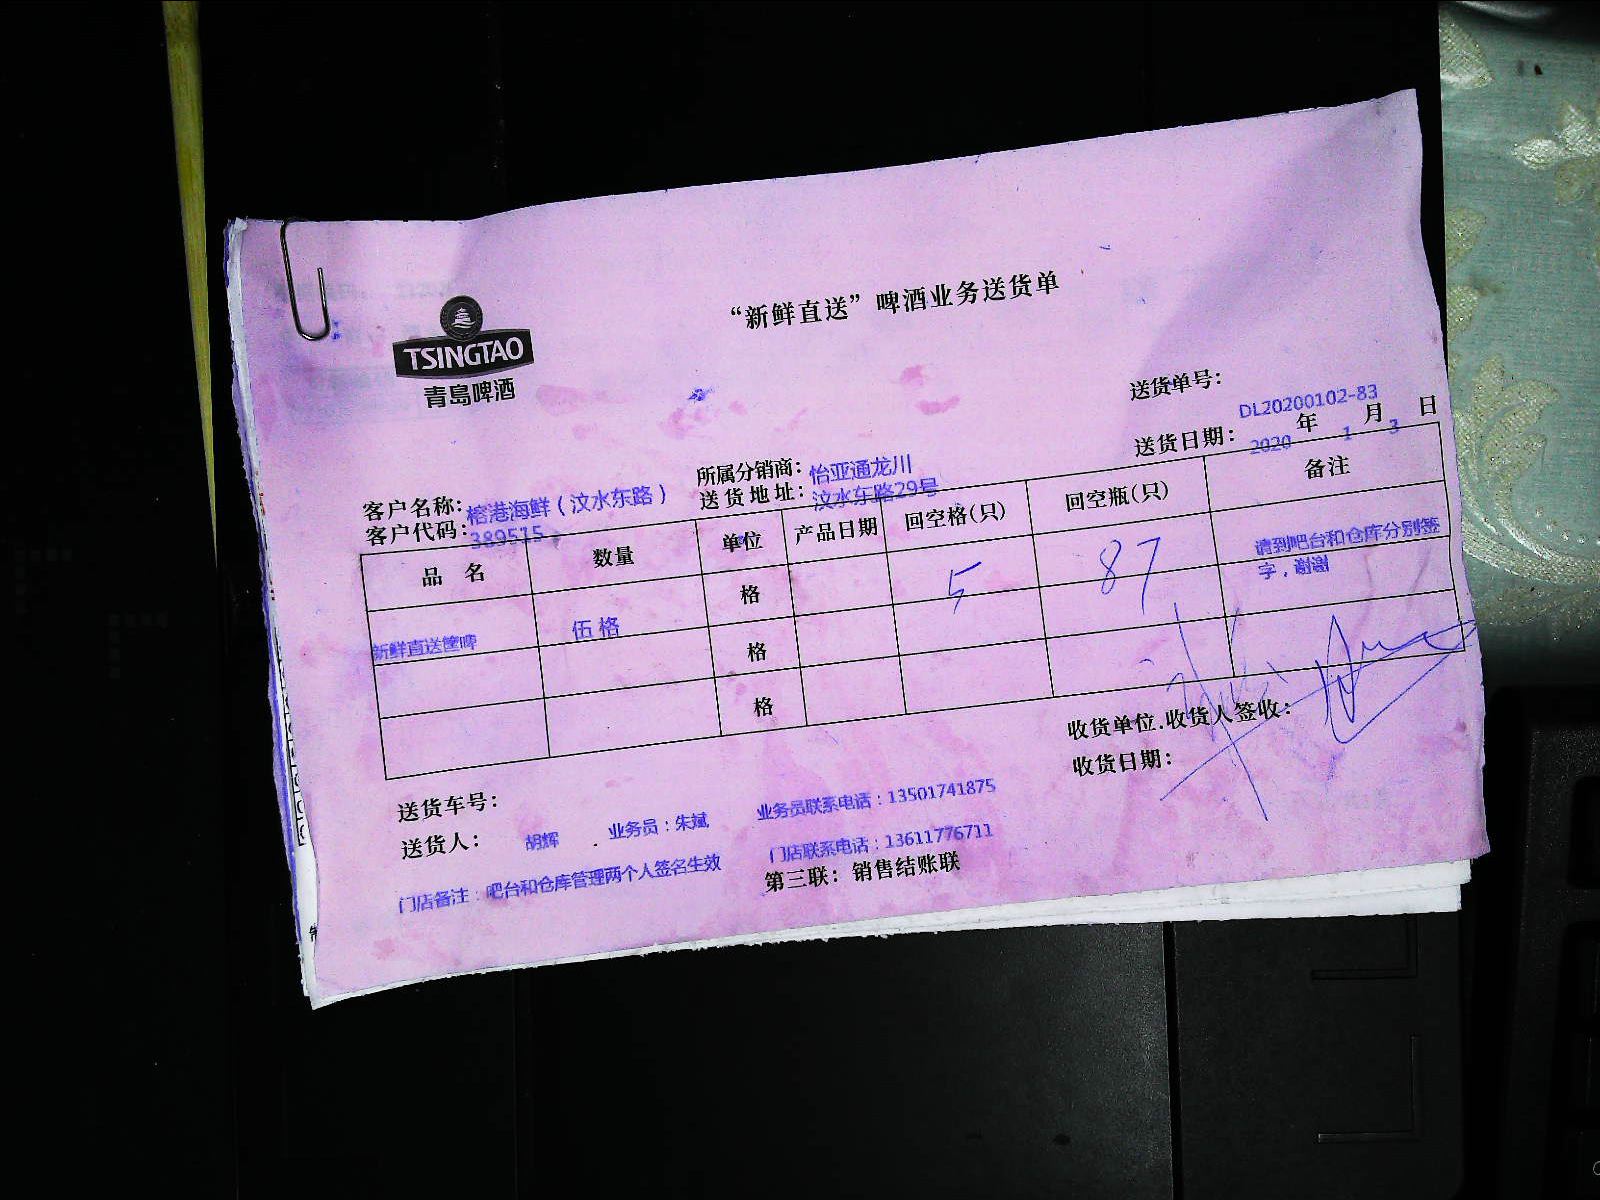 TSINGTAO
青岛啤酒
“新鲜直送”啤酒业务送货单
送货单号: DL20200102-83
送货日期: 2020 年 1 月 3 日
所属分销商: 怡亚通龙川
客户名称: 榕港海鲜（汶水东路）
送货地址: 汶水东路29号
客户代码: 389515
品 名 数量 单位 产品日期 回空格(只) 回空瓶(只) 备注
新鲜直送筐啤 伍格 格 5 87 请到吧台和仓库分别签
字，谢谢
格
格
收货单位.收货人签收:
收货日期:
送货车号:
送货人: 胡辉 . 业务员：朱斌 业务员联系电话：13501741875
门店备注：吧台和仓库管理两个人签名生效 门店联系电话：13611776711
第三联: 销售结账联